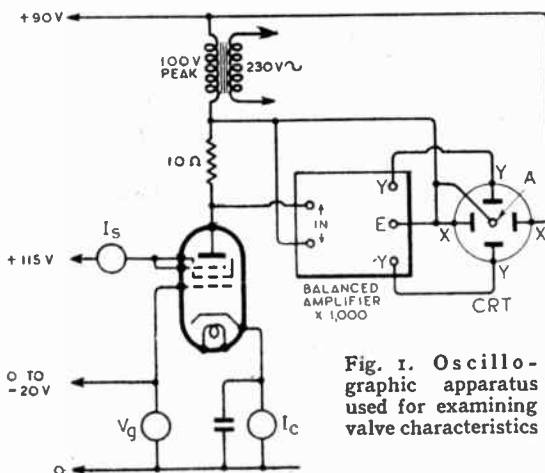 +90V
100V
PEAK
230V~
10Ω
Is
+115V
IN
Y
E
Y
BALANCED
AMPLIFIER
X 1,000
Y
A
X
X
Y
CRT
0 TO
-20V
Vg
Ic
0
Fig. 1. Oscillo-
graphic apparatus
used for examining
valve characteristics